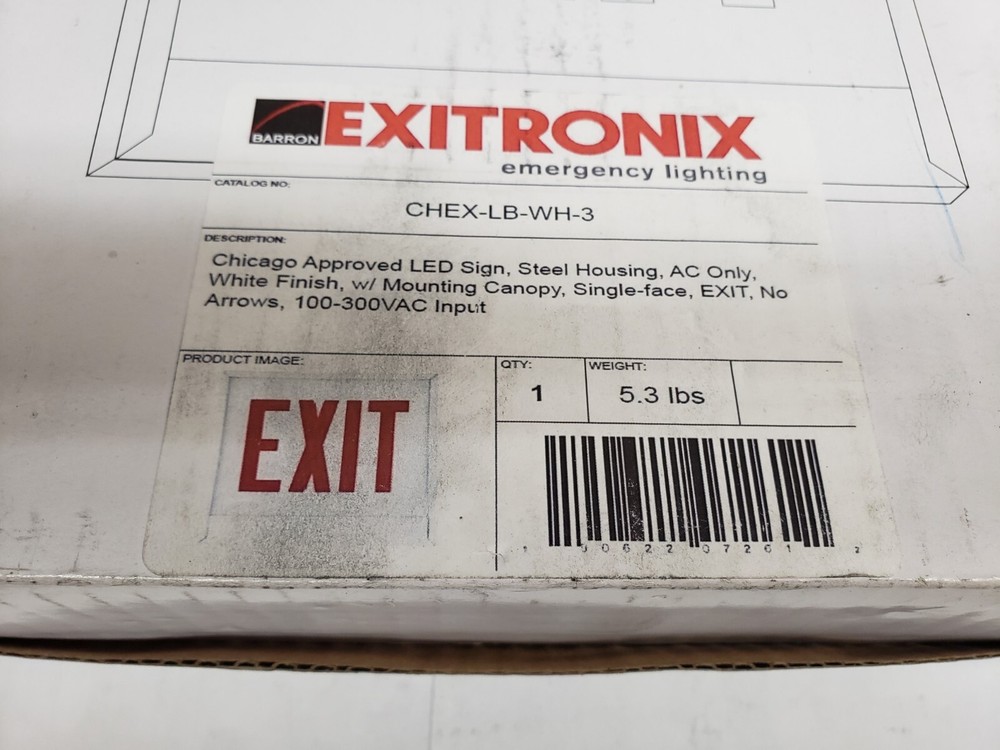 BARRON
EXITRONIX
emergency lighting
CATALOG NO:
CHEX-LB-WH-3
DESCRIPTION:
Chicago Approved LED Sign, Steel Housing, AC Only,
White Finish, w/ Mounting Canopy, Single-face, EXIT, No
Arrows, 100-300VAC Input
PRODUCT IMAGE:
EXIT
QTY:
1
WEIGHT:
5.3 lbs